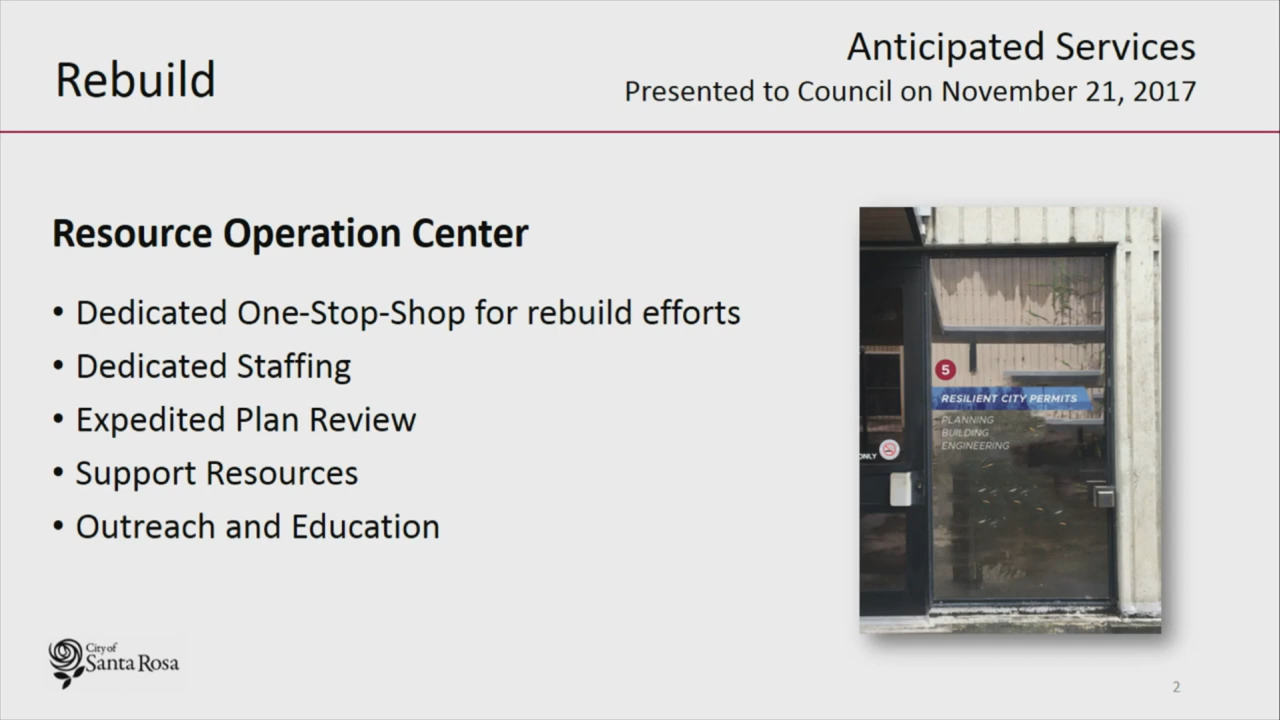 Rebuild
Anticipated Services
Presented to Council on November 21, 2017
Resource Operation Center
• Dedicated One-Stop-Shop for rebuild efforts
• Dedicated Staffing
• Expedited Plan Review
• Support Resources
• Outreach and Education
5
RESILIENT CITY PERMITS
PLANNING
BUILDING
ENGINEERING
ONLY
City of
Santa Rosa
2